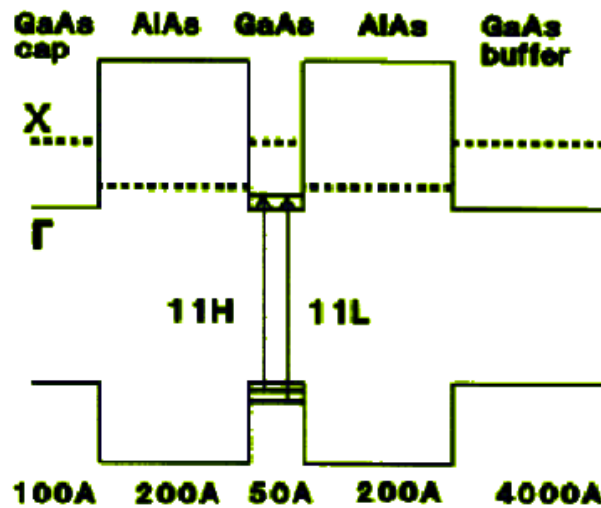 GaAs AlAs GaAs AlAs GaAs
cap buffer
X
Γ
11H 11L
100A 200A 50A 200A 4000A